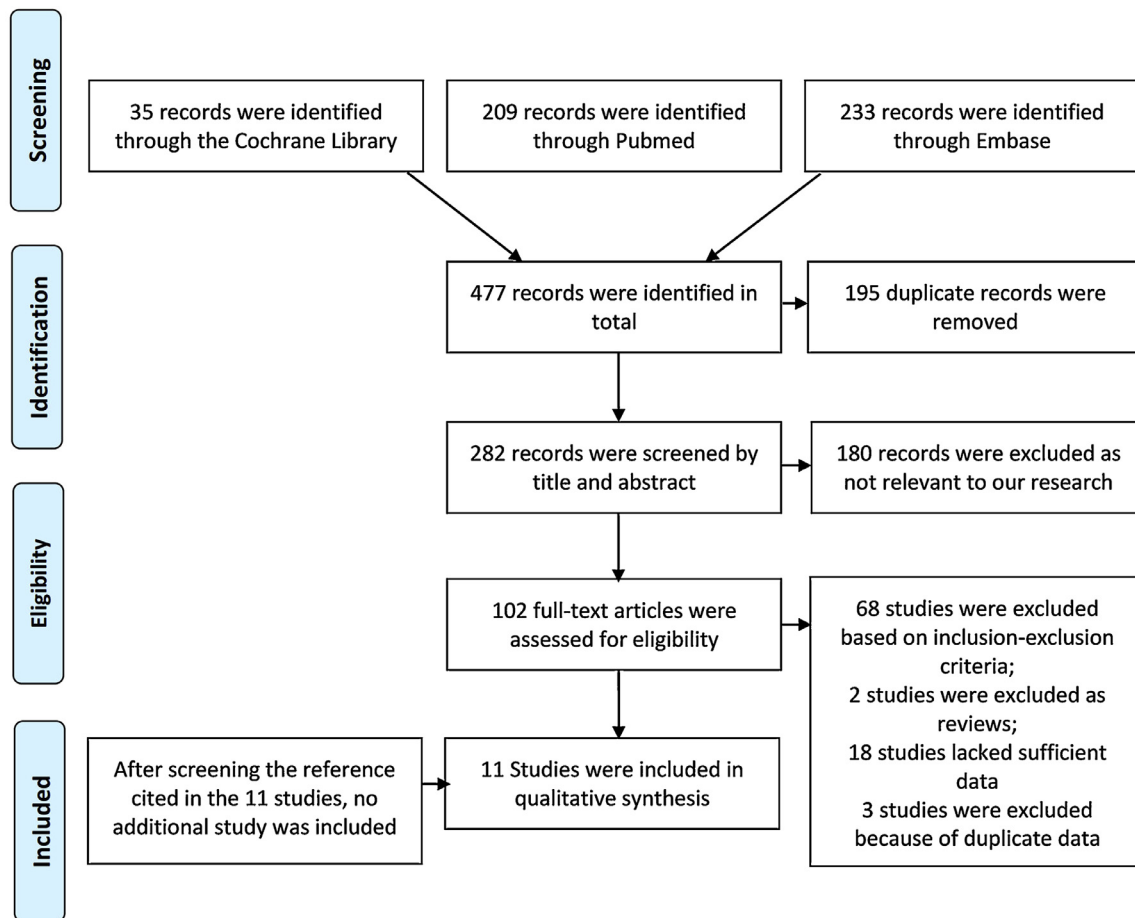 Screening
35 records were identified
through the Cochrane Library
209 records were identified
through Pubmed
233 records were identified
through Embase
Identification
477 records were identified in
total
195 duplicate records were
removed
282 records were screened by
title and abstract
180 records were excluded as
not relevant to our research
Eligibility
102 full-text articles were
assessed for eligibility
68 studies were excluded
based on inclusion-exclusion
criteria;
2 studies were excluded as
reviews;
18 studies lacked sufficient
data
3 studies were excluded
because of duplicate data
Included
After screening the reference
cited in the 11 studies, no
additional study was included
11 Studies were included in
qualitative synthesis